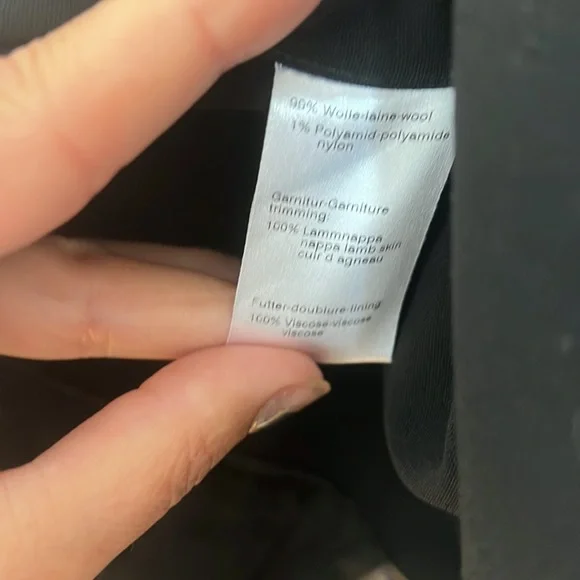 99% Wolle-laine-wool
1% Polyamid-polyamide
nylon
Garnitur-Garniture
trimming:
100% Lammnappa
nappa lamb skin
cuir d agneau
Futter-doublure-lining
100% Viscose-viscose
viscose